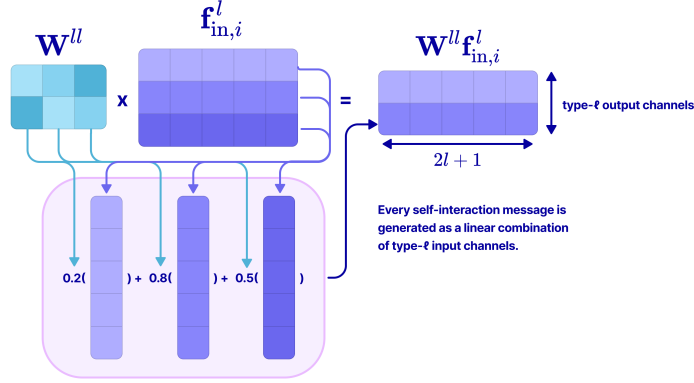 W^{ll}
f^{l}_{in,i}
W^{ll}f^{l}_{in,i}
x
=
type-ℓ output channels
2l + 1
Every self-interaction message is
generated as a linear combination
of type-ℓ input channels.
0.2( ) + 0.8( ) + 0.5( )